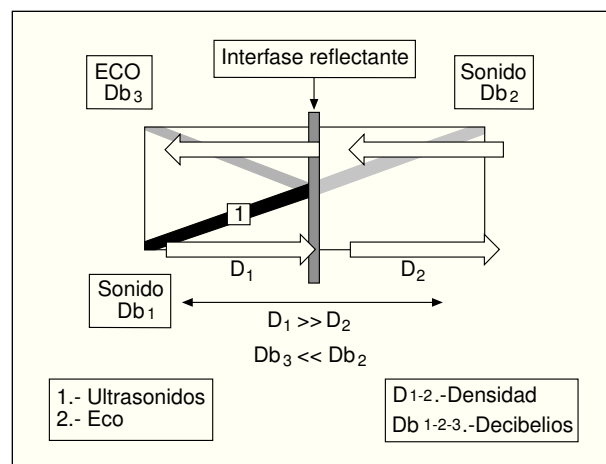 Interfase reflectante
ECO
Db3
Sonido
Db2
1
D1
D2
Sonido
Db1
D1 >> D2
Db3 << Db2
1.- Ultrasonidos
2.- Eco
D1-2.-Densidad
Db 1-2-3.-Decibelios